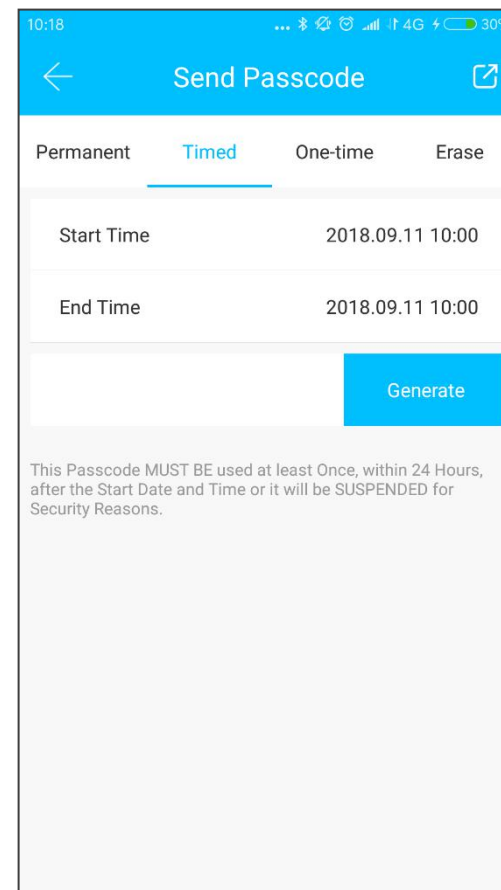 10:18 ... 4G 30%
Send Passcode
Permanent Timed One-time Erase
Start Time 2018.09.11 10:00
End Time 2018.09.11 10:00
Generate
This Passcode MUST BE used at least Once, within 24 Hours,
after the Start Date and Time or it will be SUSPENDED for
Security Reasons.